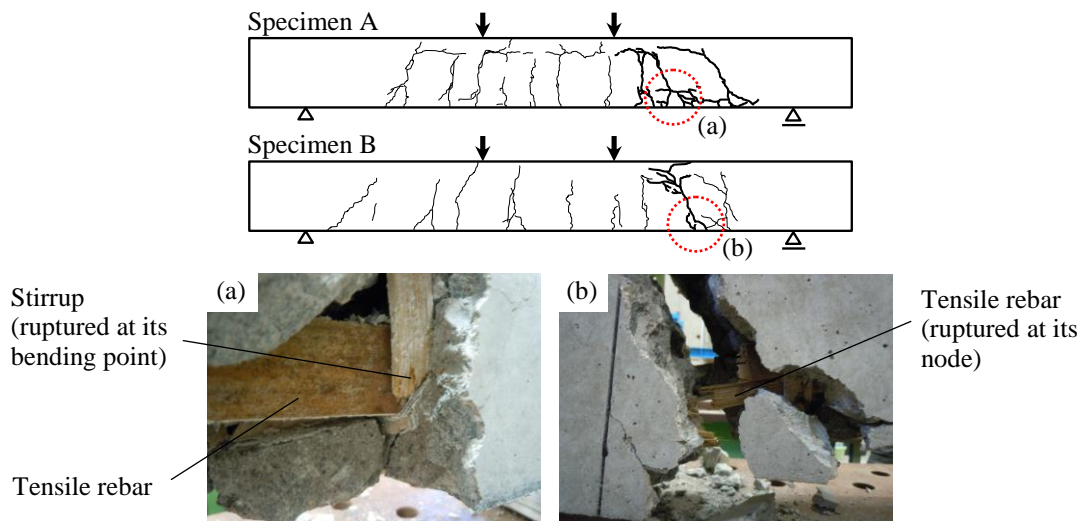 Specimen A
(a)
Specimen B
(b)
Stirrup
(ruptured at its
bending point)
Tensile rebar
(a)
(b)
Tensile rebar
(ruptured at its
node)